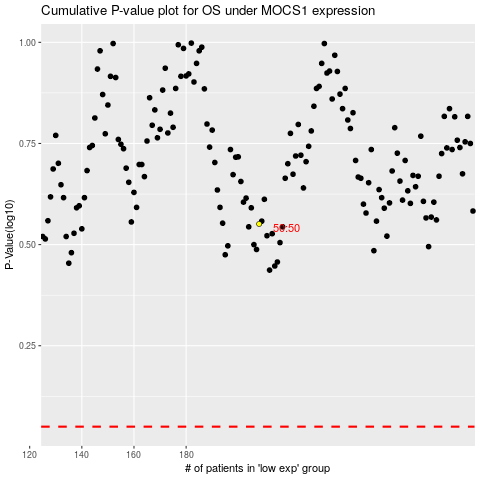 Cumulative P-value plot for OS under MOCS1 expression
P-Value(log10)
1.00
0.75
0.50
0.25
50:50
120 140 160 180
# of patients in 'low exp' group